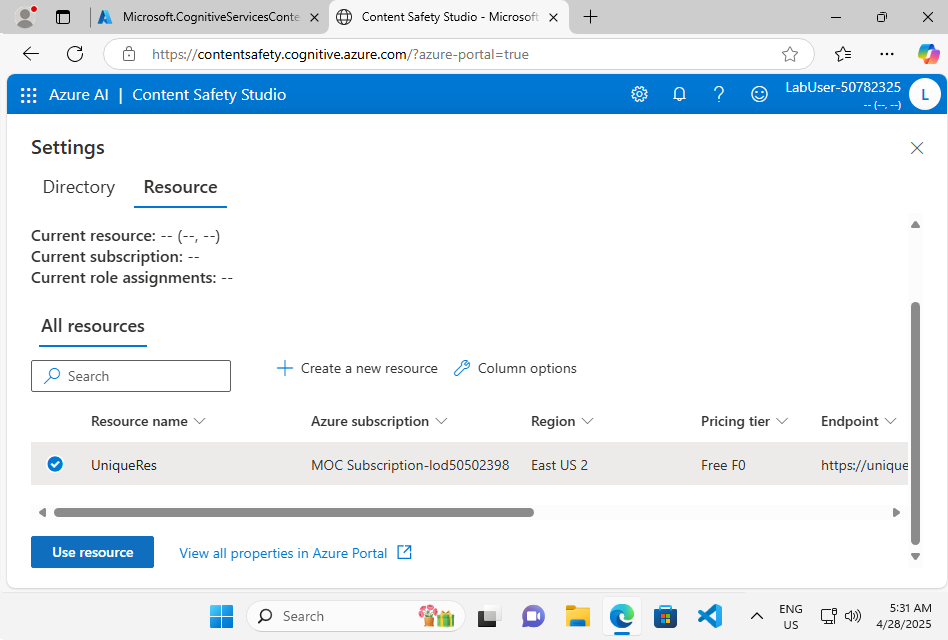 Microsoft.CognitiveServicesConte
Content Safety Studio - Microsoft
https://contentsafety.cognitive.azure.com/?azure-portal=true
Azure AI | Content Safety Studio
LabUser-50782325
-- (--, --)
L
Settings
Directory Resource
Current resource: -- (--, --)
Current subscription: --
Current role assignments: --
All resources
Search
Create a new resource
Column options
Resource name Azure subscription Region Pricing tier Endpoint
UniqueRes MOC Subscription-lod50502398 East US 2 Free F0 https://unique
Use resource
View all properties in Azure Portal
Search
ENG
US
5:31 AM
4/28/2025